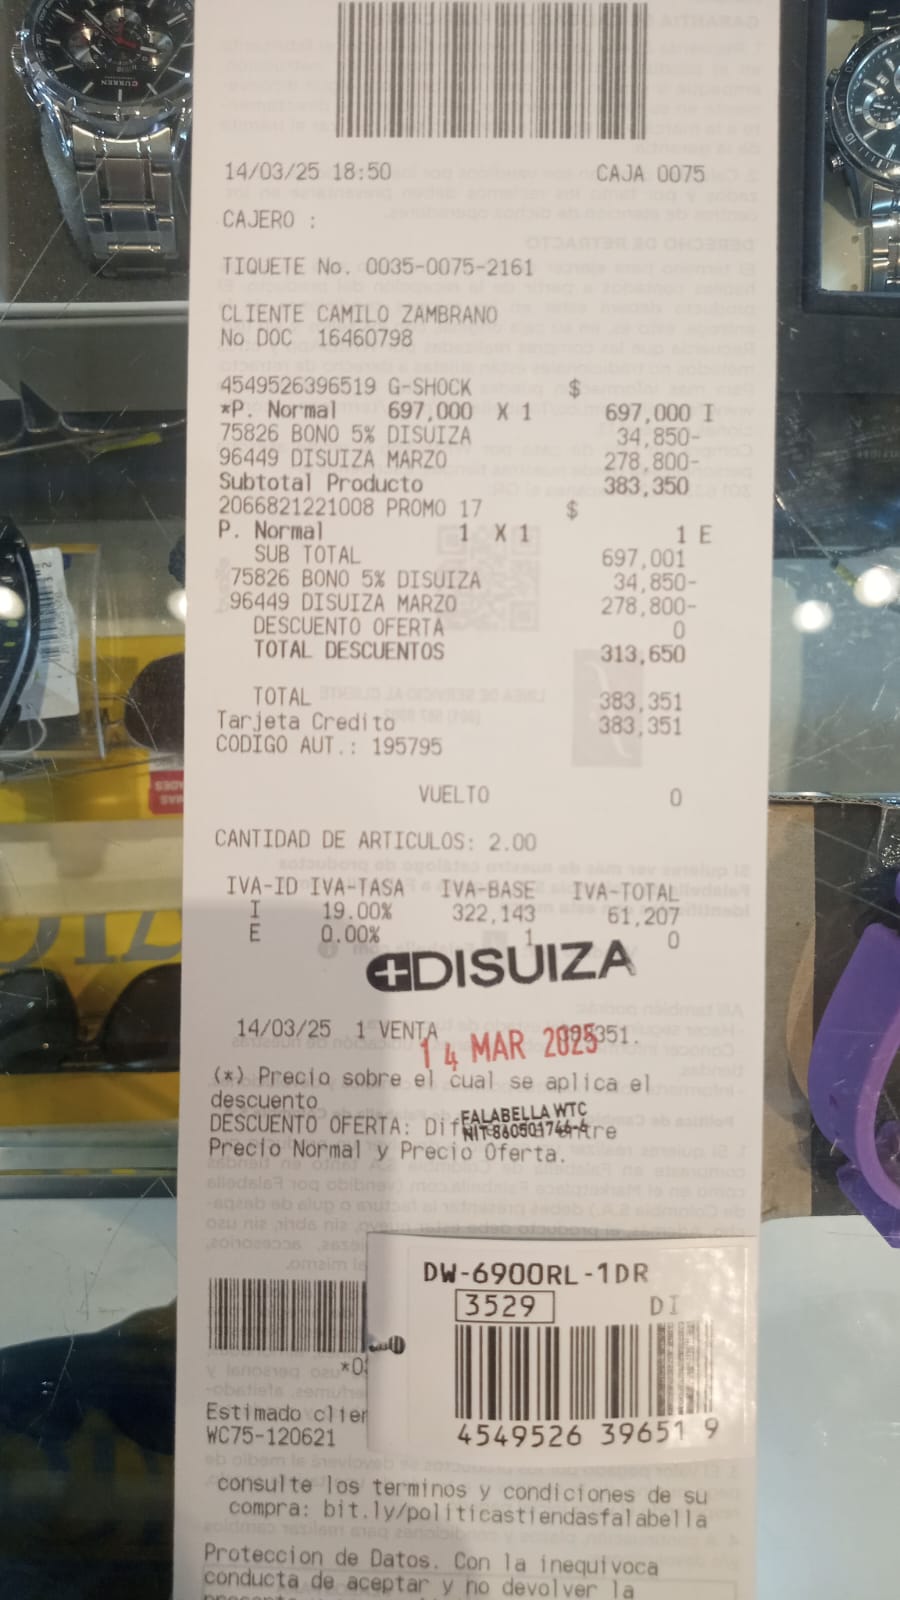 CURREN
14/03/25 18:50 CAJA 0075
CAJERO :
TIQUETE No. 0035-0075-2161
CLIENTE CAMILO ZAMBRANO
No DOC 16460798
4549526396519 G-SHOCK $
*P. Normal 697,000 X 1 697,000 I
75826 BONO 5% DISUIZA 34,850-
96449 DISUIZA MARZO 278,800-
Subtotal Producto 383,350
2066821221008 PROMO 17 $
P. Normal 1 X 1 1 E
SUB TOTAL 697,001
75826 BONO 5% DISUIZA 34,850-
96449 DISUIZA MARZO 278,800-
DESCUENTO OFERTA 0
TOTAL DESCUENTOS 313,650
TOTAL 383,351
Tarjeta Credito 383,351
CODIGO AUT.: 195795
VUELTO 0
CANTIDAD DE ARTICULOS: 2.00
IVA-ID IVA-TASA IVA-BASE IVA-TOTAL
I 19.00% 322,143 61,207
E 0.00% 1 0
DISUIZA
14/03/25 1 VENTA
14 MAR 2025
(*) Precio sobre el cual se aplica el
descuento
FALABELLA WTC
NIT-860501746-6
DESCUENTO OFERTA:
Precio Normal y Precio Oferta.
DW-6900RL-1DR
3529 DI
4549526 39651 9
Estimado
WC75-120621
consulte los terminos y condiciones de su
compra: bit.ly/politicastiendasfalabella
Proteccion de Datos. Con la inequivoca
conducta de aceptar y no devolver la